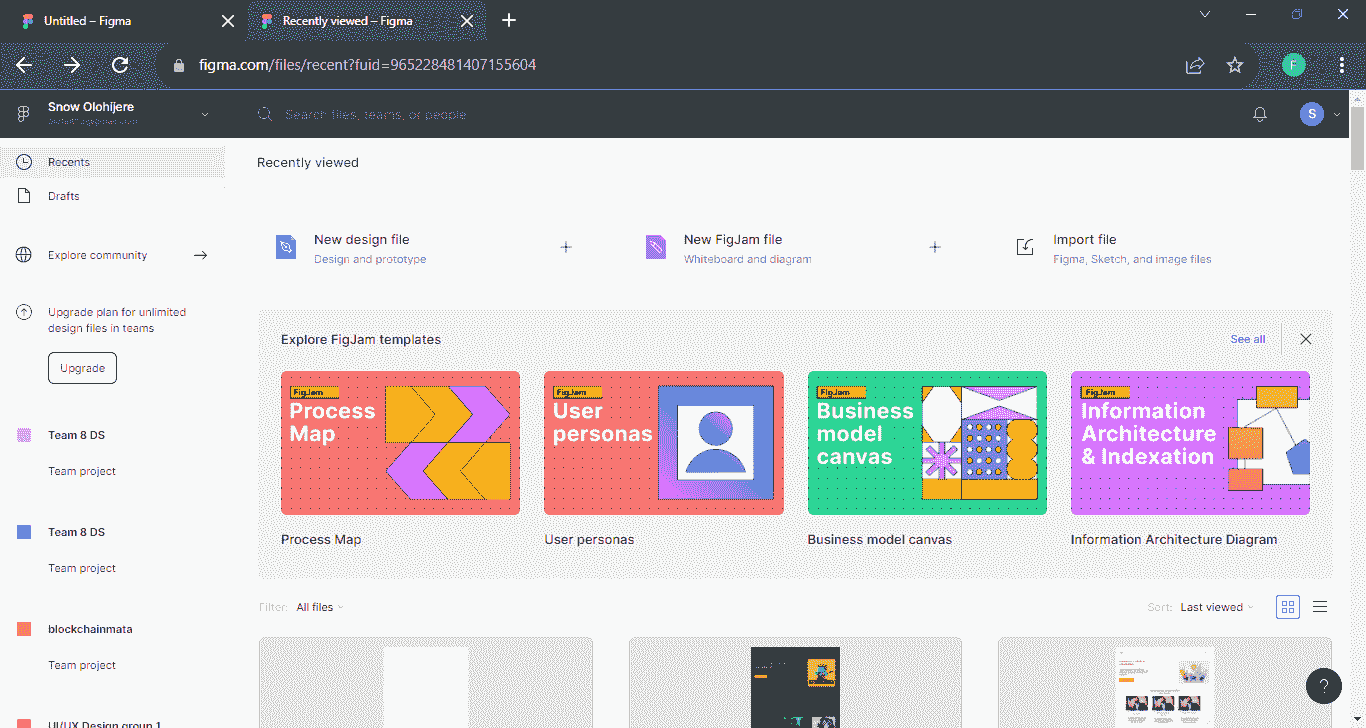 Untitled – Figma
Recently viewed – Figma
figma.com/files/recent?fuid=965228481407155604
F
Snow Olohijere
Search files, teams, or people
S
Recents
Drafts
Explore community
Upgrade plan for unlimited
design files in teams
Upgrade
Team 8 DS
Team project
Team 8 DS
Team project
blockchainmata
Team project
UI/UX Design group 1
Recently viewed
New design file
Design and prototype
New FigJam file
Whiteboard and diagram
Import file
Figma, Sketch, and image files
Explore FigJam templates
See all
FigJam
Process
Map
Process Map
FigJam
User
personas
User personas
FigJam
Business
model
canvas
Business model canvas
FigJam
Information
Architecture
& Indexation
Information Architecture Diagram
Filter: All files
Sort: Last viewed
?